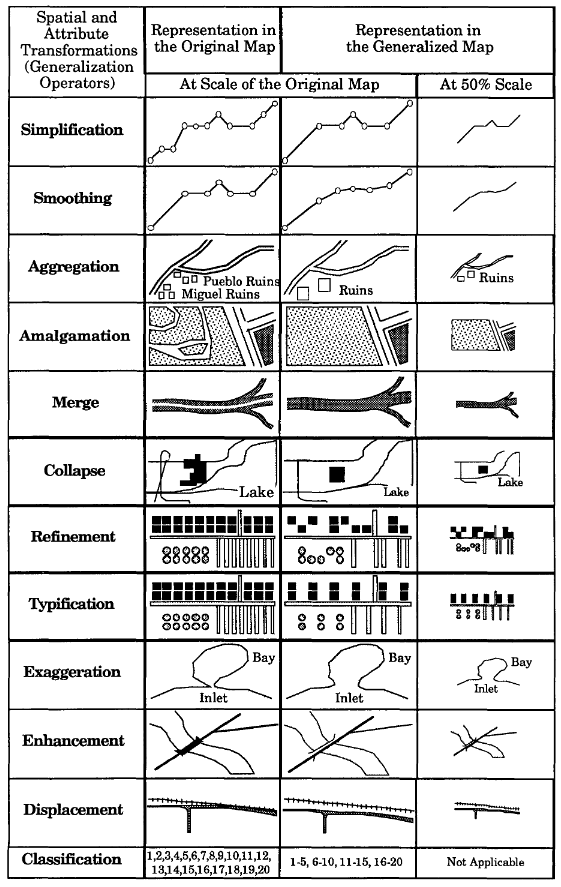 Spatial and
Attribute
Transformations
(Generalization
Operators)
Representation in
the Original Map
Representation in
the Generalized Map
At Scale of the Original Map
At 50% Scale
Simplification
Smoothing
Aggregation
Pueblo Ruins
Miguel Ruins
Ruins
Ruins
Amalgamation
Merge
Collapse
Lake
Lake
Lake
Refinement
Typification
Exaggeration
Bay
Inlet
Bay
Inlet
Bay
Inlet
Enhancement
Displacement
Classification
1,2,3,4,5,6,7,8,9,10,11,12,
13,14,15,16,17,18,19,20
1-5, 6-10, 11-15, 16-20
Not Applicable